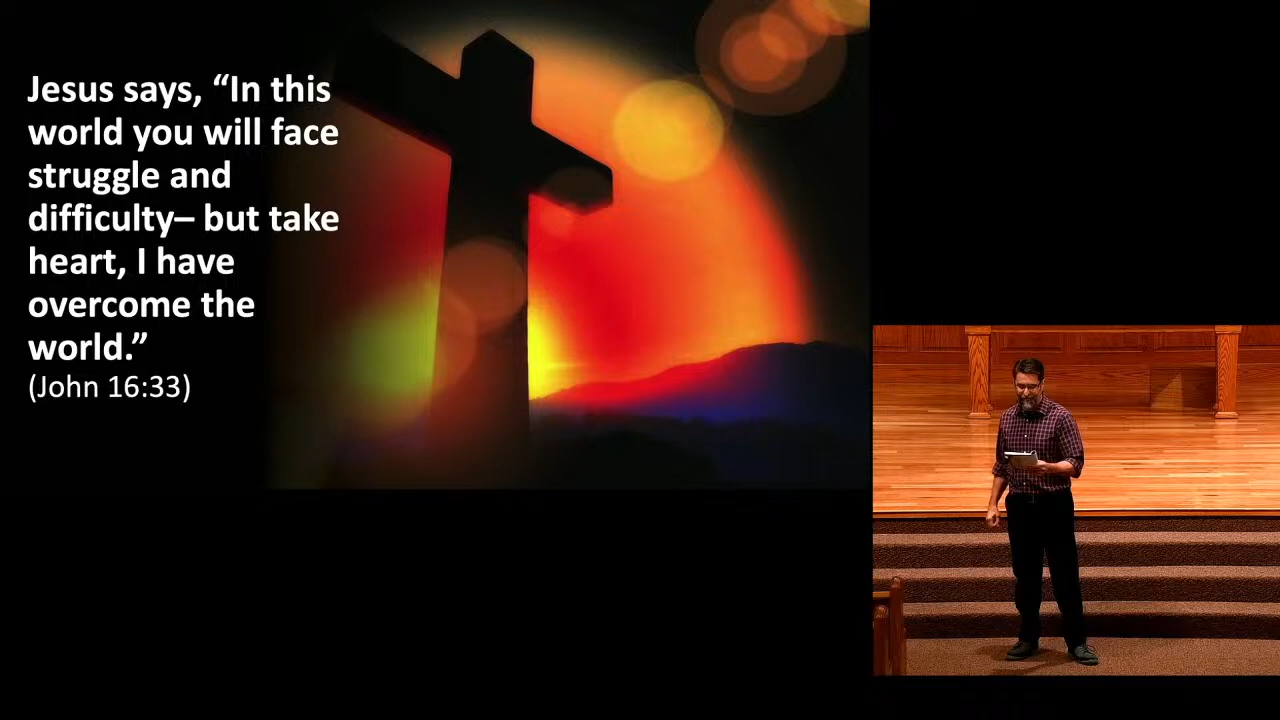 Jesus says, “In this
world you will face
struggle and
difficulty– but take
heart, I have
overcome the
world.”
(John 16:33)